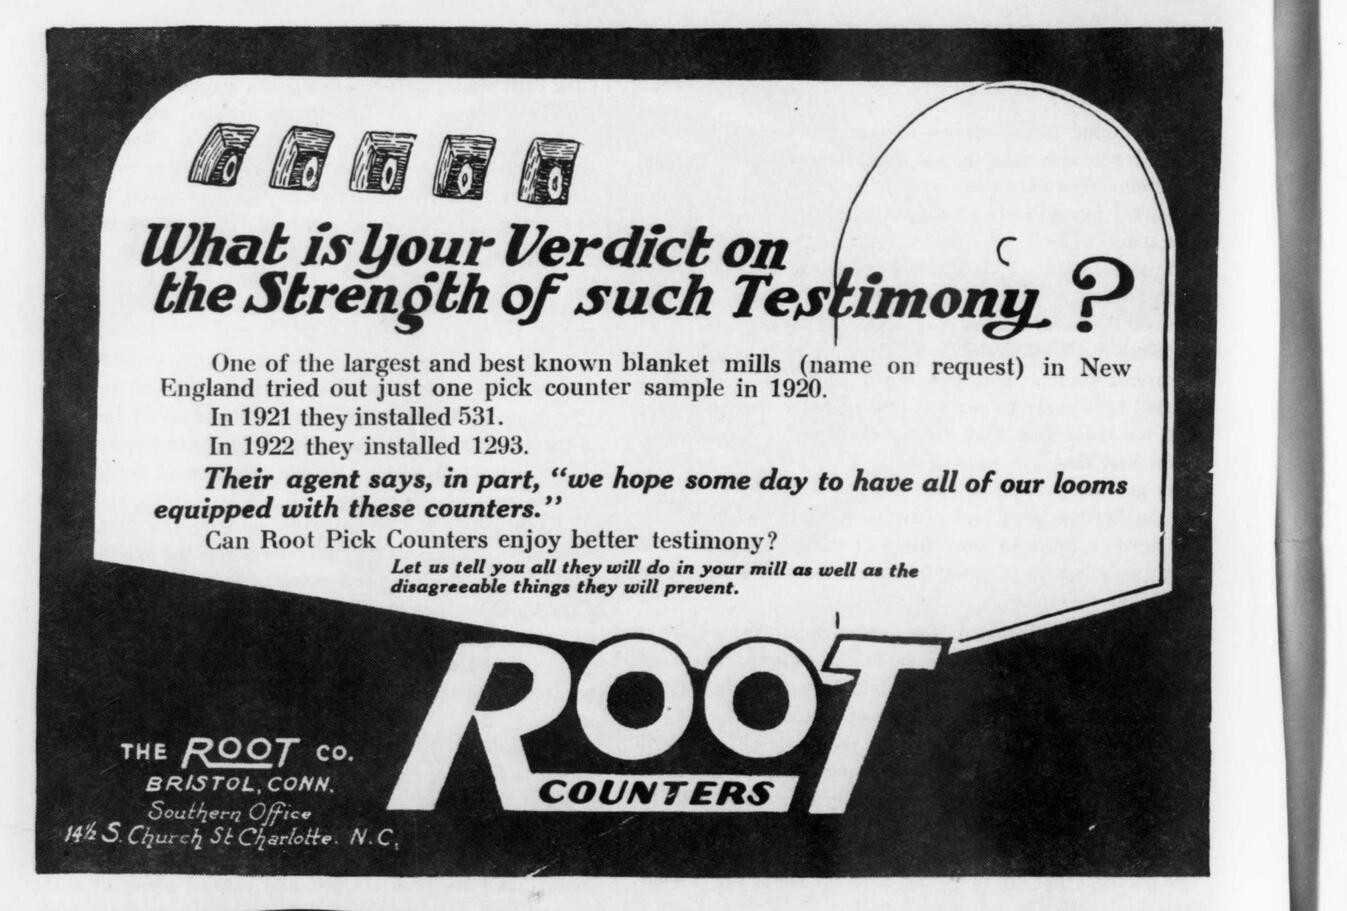 What is your Verdict on
the Strength of such Testimony ?
One of the largest and best known blanket mills (name on request) in New
England tried out just one pick counter sample in 1920.
In 1921 they installed 531.
In 1922 they installed 1293.
Their agent says, in part, “we hope some day to have all of our looms
equipped with these counters.”
Can Root Pick Counters enjoy better testimony?
Let us tell you all they will do in your mill as well as the
disagreeable things they will prevent.
ROOT
COUNTERS
THE ROOT CO.
BRISTOL, CONN.
Southern Office
14½ S. Church St. Charlotte. N.C.